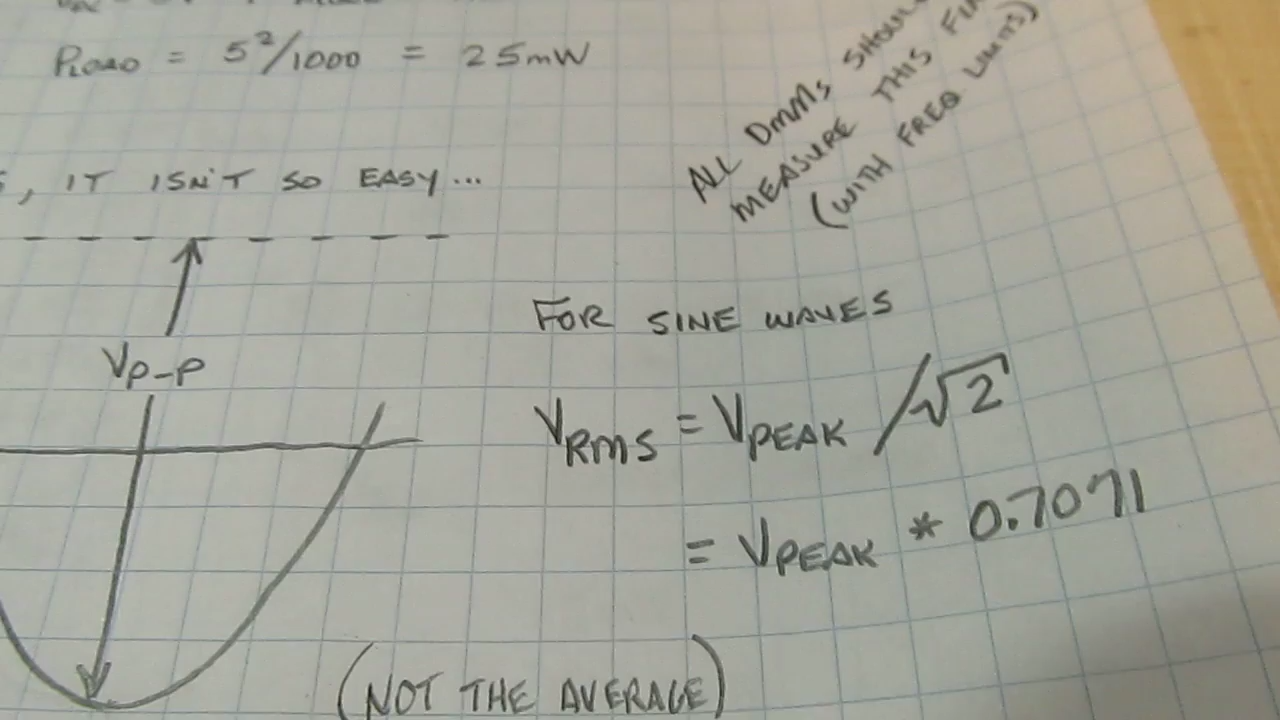 PLOAD = 5²/1000 = 25mW
ALL DMMs
MEASURE THIS
(WITH FREQ LIMITS)
, IT ISN'T SO EASY...
VP-P
FOR SINE WAVES
VRMS = VPEAK /√2
= VPEAK * 0.7071
(NOT THE AVERAGE)